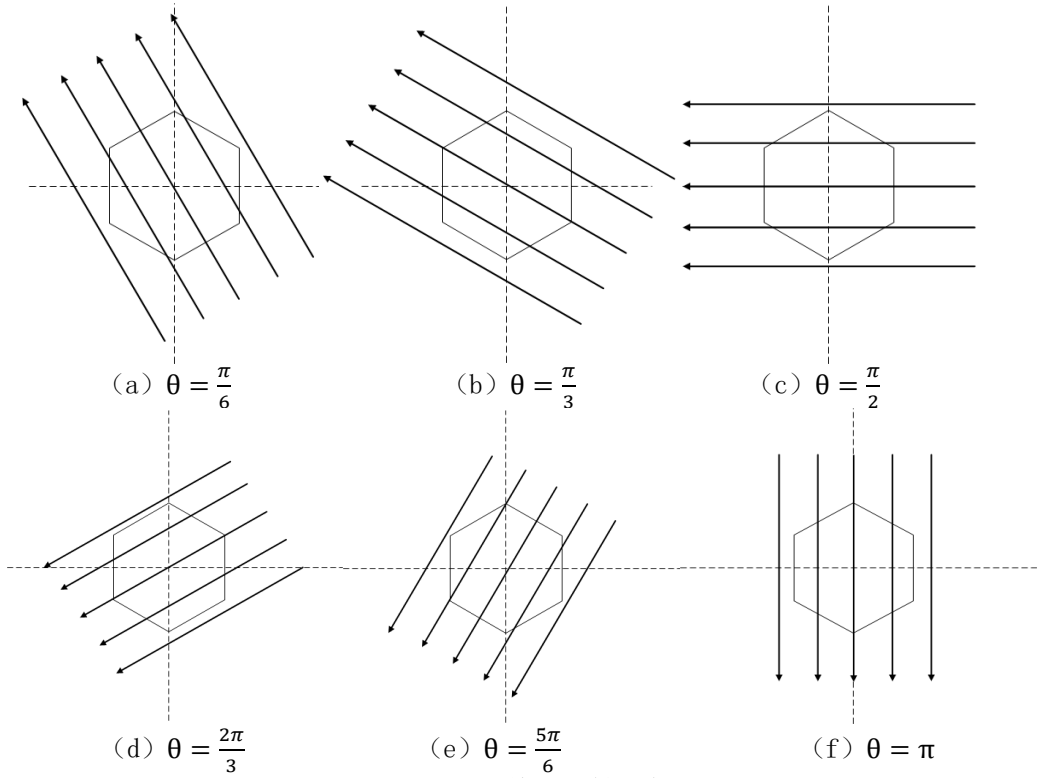 （a）θ = π/6
（b）θ = π/3
（c）θ = π/2
（d）θ = 2π/3
（e）θ = 5π/6
（f）θ = π